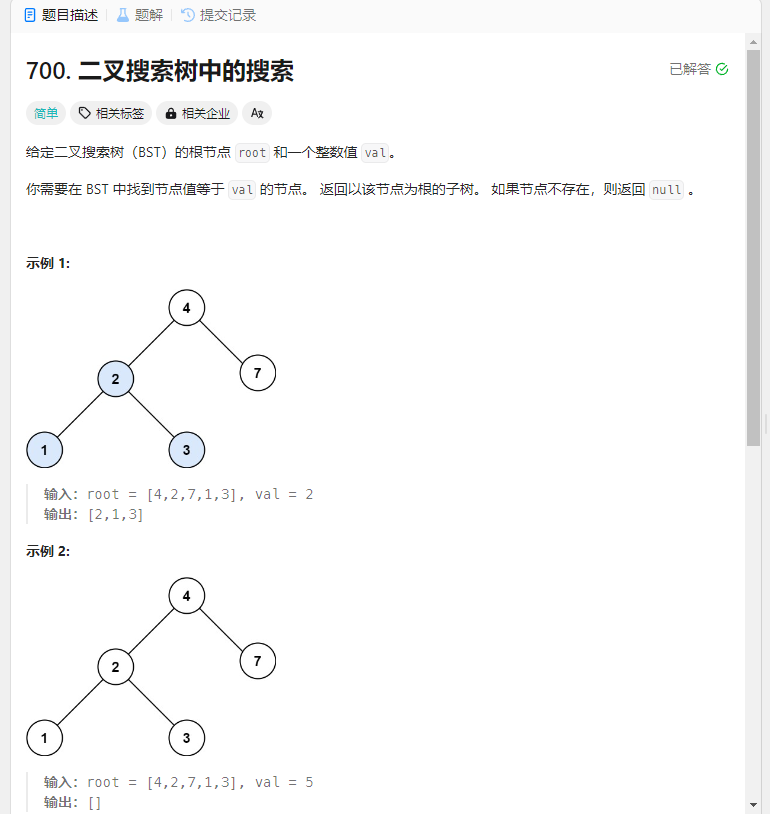 题目描述 题解 提交记录
700. 二叉搜索树中的搜索 已解答
简单 相关标签 相关企业 Aあ
给定二叉搜索树（BST）的根节点 root 和一个整数值 val。
你需要在 BST 中找到节点值等于 val 的节点。 返回以该节点为根的子树。 如果节点不存在，则返回 null 。
示例 1:
4
2 7
1 3
输入: root = [4,2,7,1,3], val = 2
输出: [2,1,3]
示例 2:
4
2 7
1 3
输入: root = [4,2,7,1,3], val = 5
输出: []